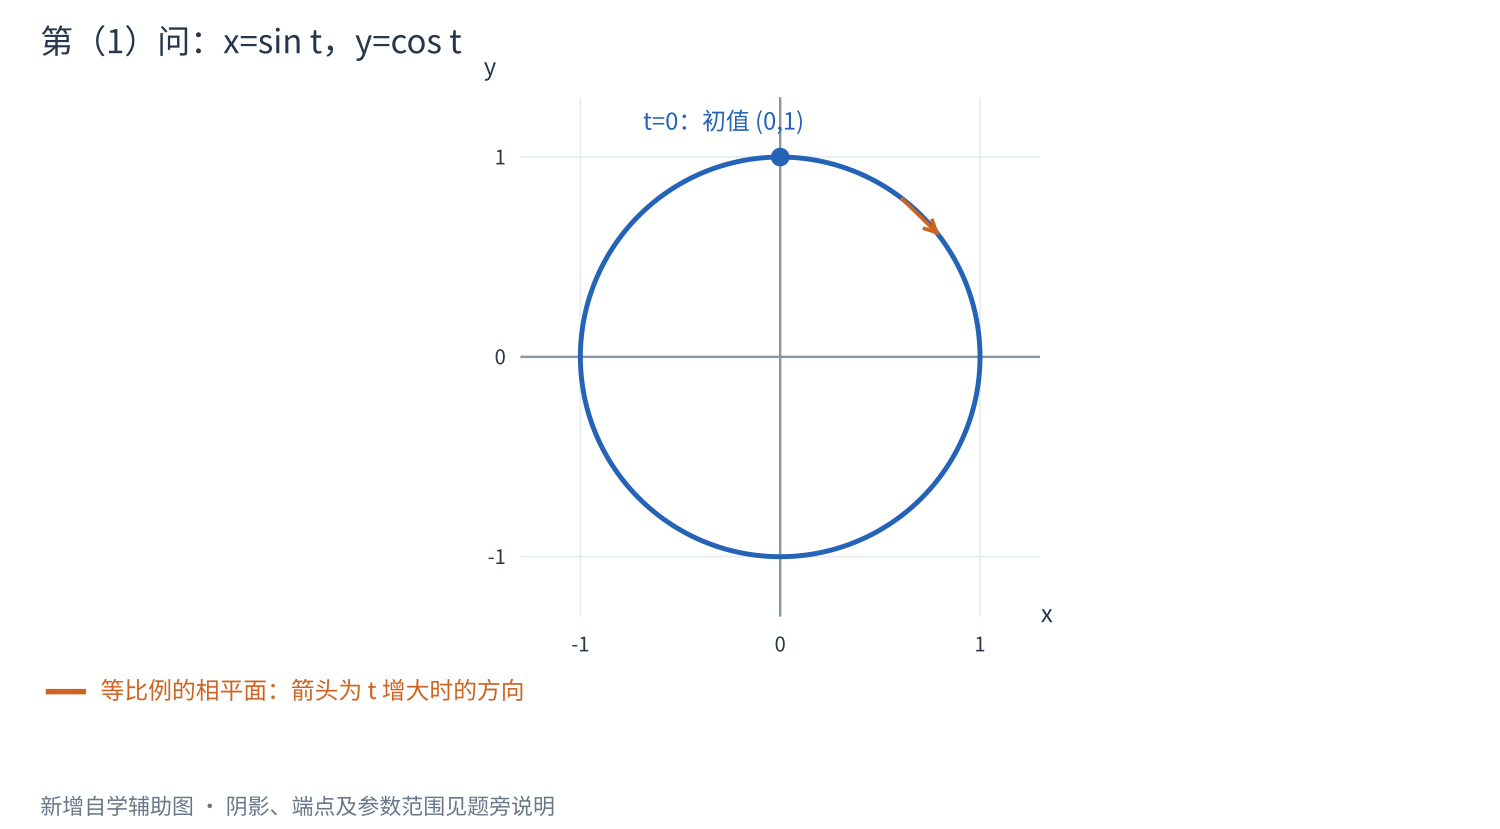 第（1）问：x=sin t，y=cos t
y
t=0：初值 (0,1)
1
0
-1
x
-1 0 1
等比例的相平面：箭头为 t 增大时的方向
新增自学辅助图 · 阴影、端点及参数范围见题旁说明